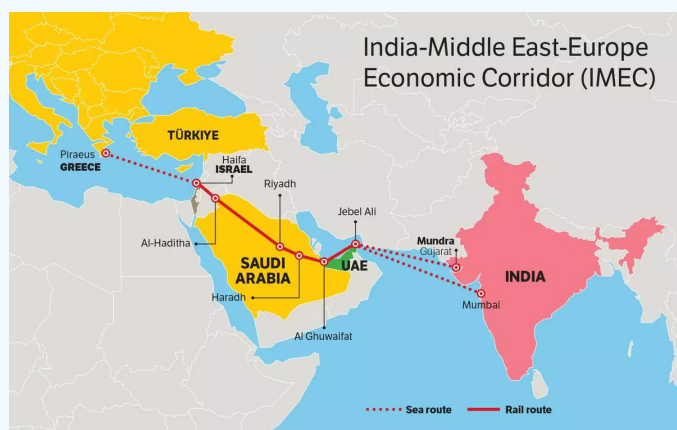 India-Middle East-Europe
Economic Corridor (IMEC)
TÜRKIYE
Piraeus
GREECE
Haifa
ISRAEL
Riyadh
Jebel Ali
Al-Haditha
Mundra
Gujarat
SAUDI
ARABIA
UAE
INDIA
Haradh
Mumbai
Al Ghuwaifat
Sea route
Rail route